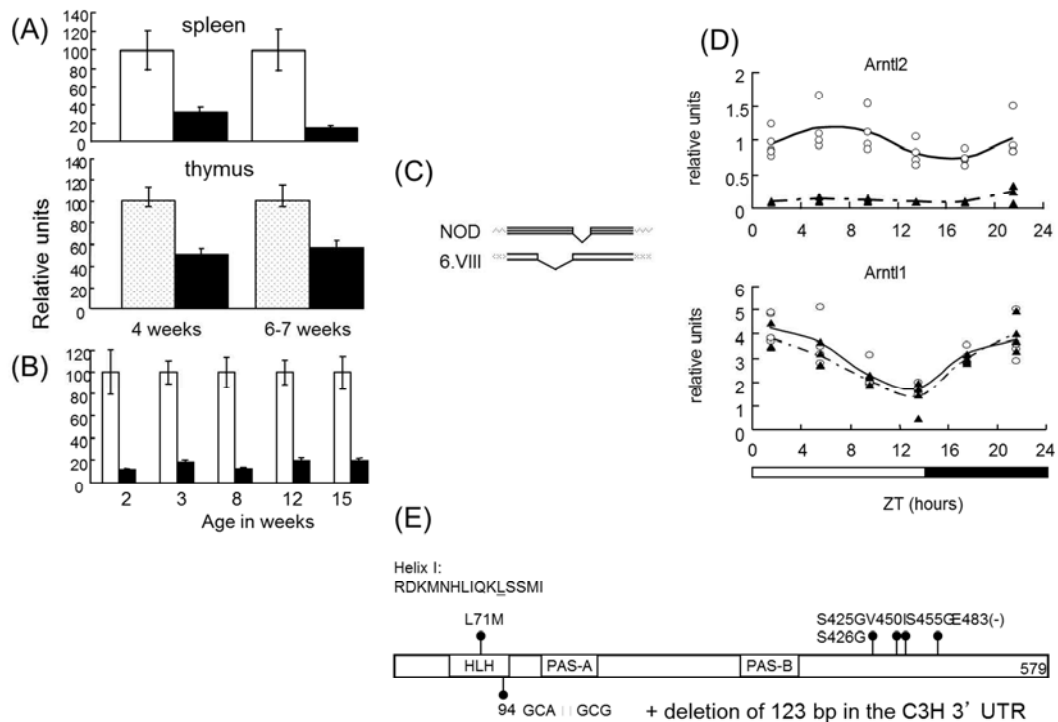 (A)
spleen
140
120
100
80
60
40
20
0
thymus
140
120
100
80
60
40
20
0
Relative units
4 weeks
6-7 weeks
(B)
120
100
80
60
40
20
0
2 3 8 12 15
Age in weeks
(C)
NOD
6.VIII
(D)
Arntl2
2
1.5
1
0.5
0
relative units
0 4 8 12 16 20 24
Arntl1
6
5
4
3
2
1
0
relative units
0 4 8 12 16 20 24
ZT (hours)
(E)
Helix I:
RDKMNHLIQKLSSMI
L71M
S425GV450IS455GE483(-)
S426G
HLH
PAS-A
PAS-B
579
94 GCA GCG
+ deletion of 123 bp in the C3H 3' UTR